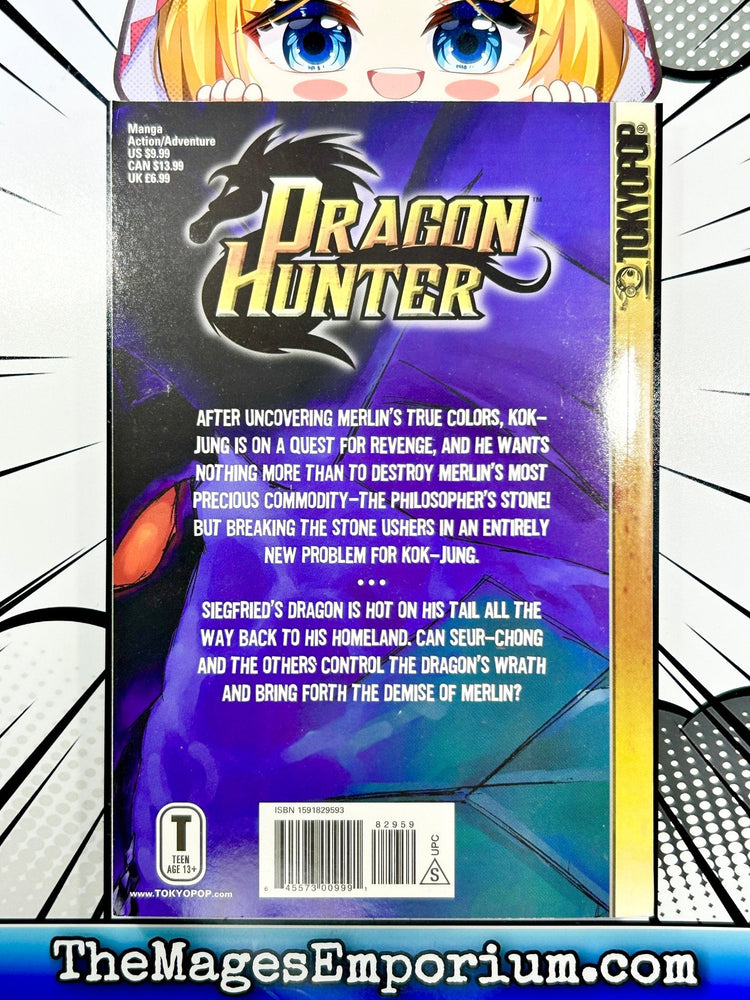 Manga
Action/Adventure
US $9.99
CAN $13.99
UK £6.99
DRAGON™
HUNTER
TOKYOPOP®
AFTER UNCOVERING MERLIN'S TRUE COLORS, KOK-
JUNG IS ON A QUEST FOR REVENGE, AND HE WANTS
NOTHING MORE THAN TO DESTROY MERLIN'S MOST
PRECIOUS COMMODITY—THE PHILOSOPHER'S STONE!
BUT BREAKING THE STONE USHERS IN AN ENTIRELY
NEW PROBLEM FOR KOK-JUNG.
•••
SIEGFRIED'S DRAGON IS HOT ON HIS TAIL ALL THE
WAY BACK TO HIS HOMELAND. CAN SEUR-CHONG
AND THE OTHERS CONTROL THE DRAGON'S WRATH
AND BRING FORTH THE DEMISE OF MERLIN?
ISBN 1591829593
82959
T
TEEN
AGE 13+
S
UPC
6 45573 00999 1
www.TOKYOPOP.com
TheMagesEmporium.com